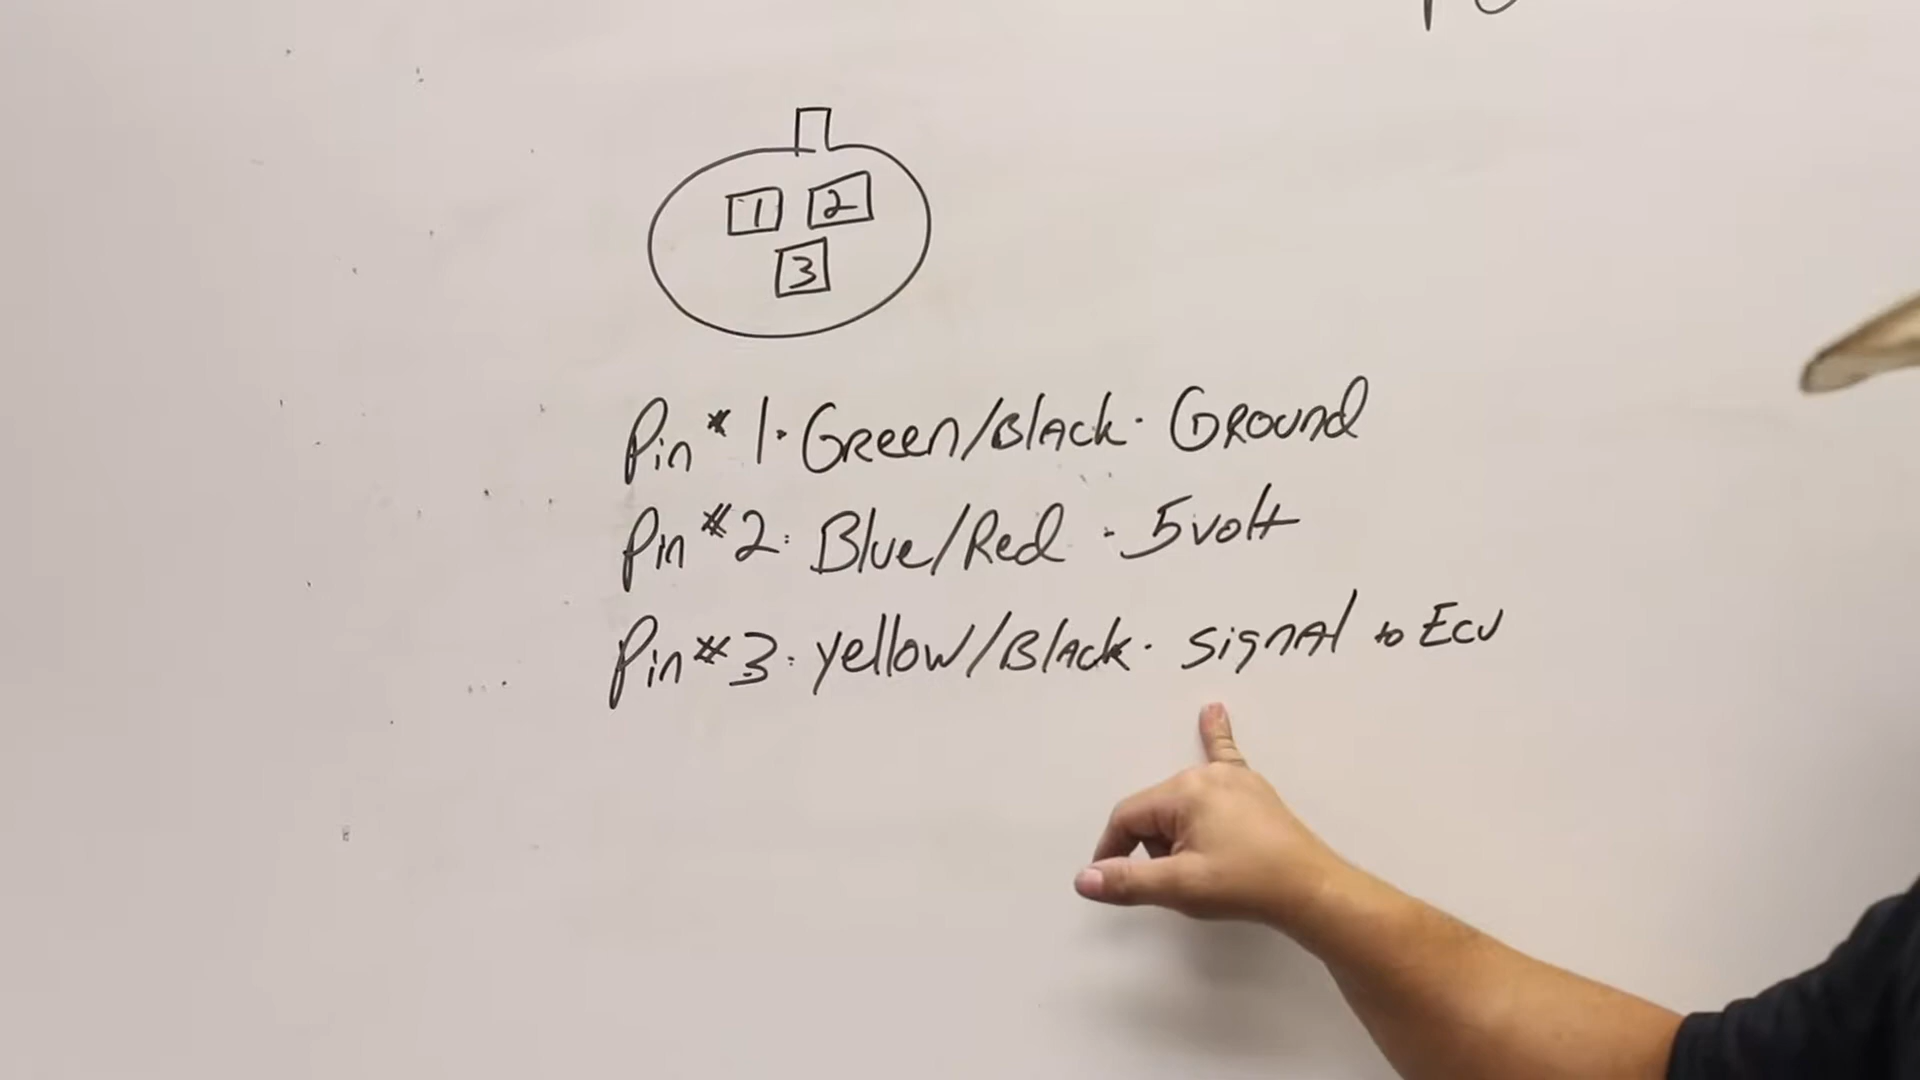 1 2
3
Pin #1. Green/Black. Ground
Pin #2: Blue/Red - 5volt
Pin #3: yellow/Black. signal to ECU